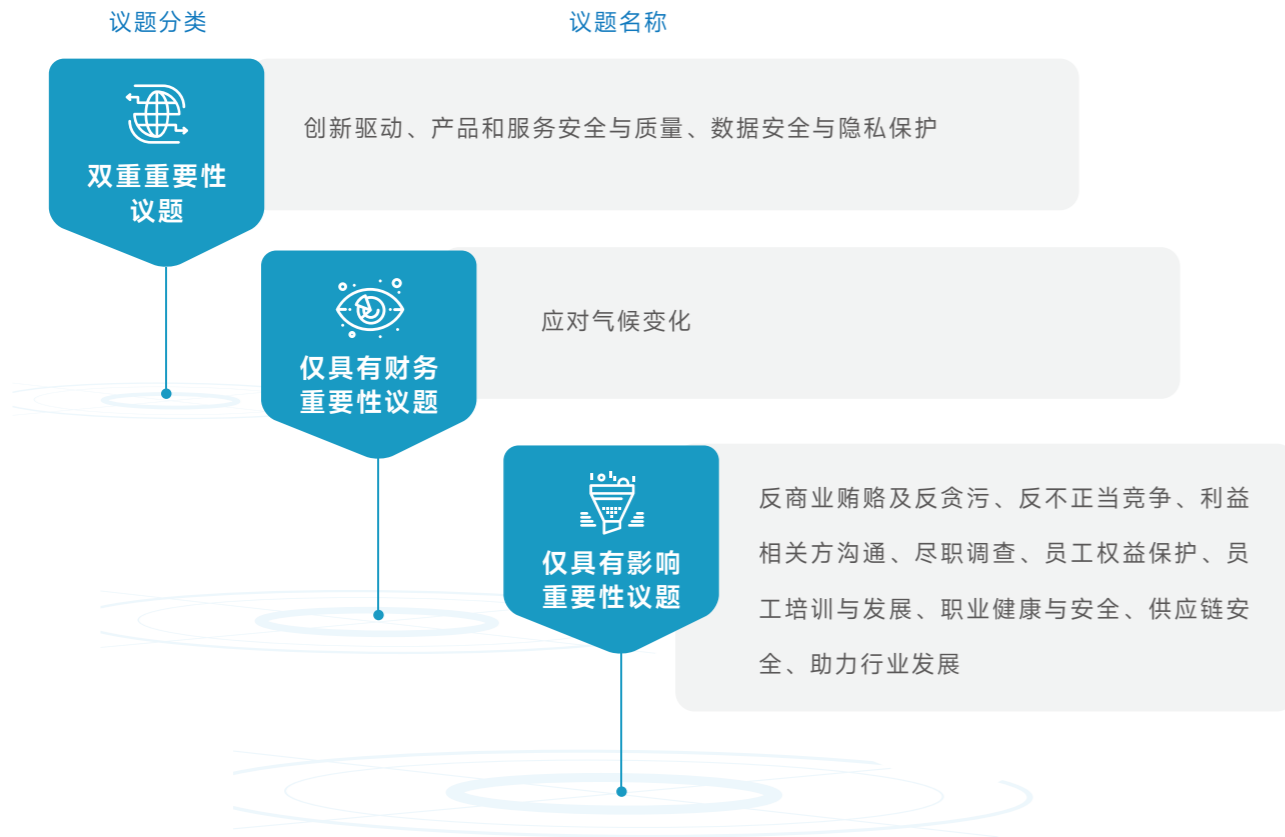 议题分类
议题名称
双重重要性
议题
创新驱动、产品和服务安全与质量、数据安全与隐私保护
仅具有财务
重要性议题
应对气候变化
仅具有影响
重要性议题
反商业贿赂及反贪污、反不正当竞争、利益
相关方沟通、尽职调查、员工权益保护、员
工培训与发展、职业健康与安全、供应链安
全、助力行业发展